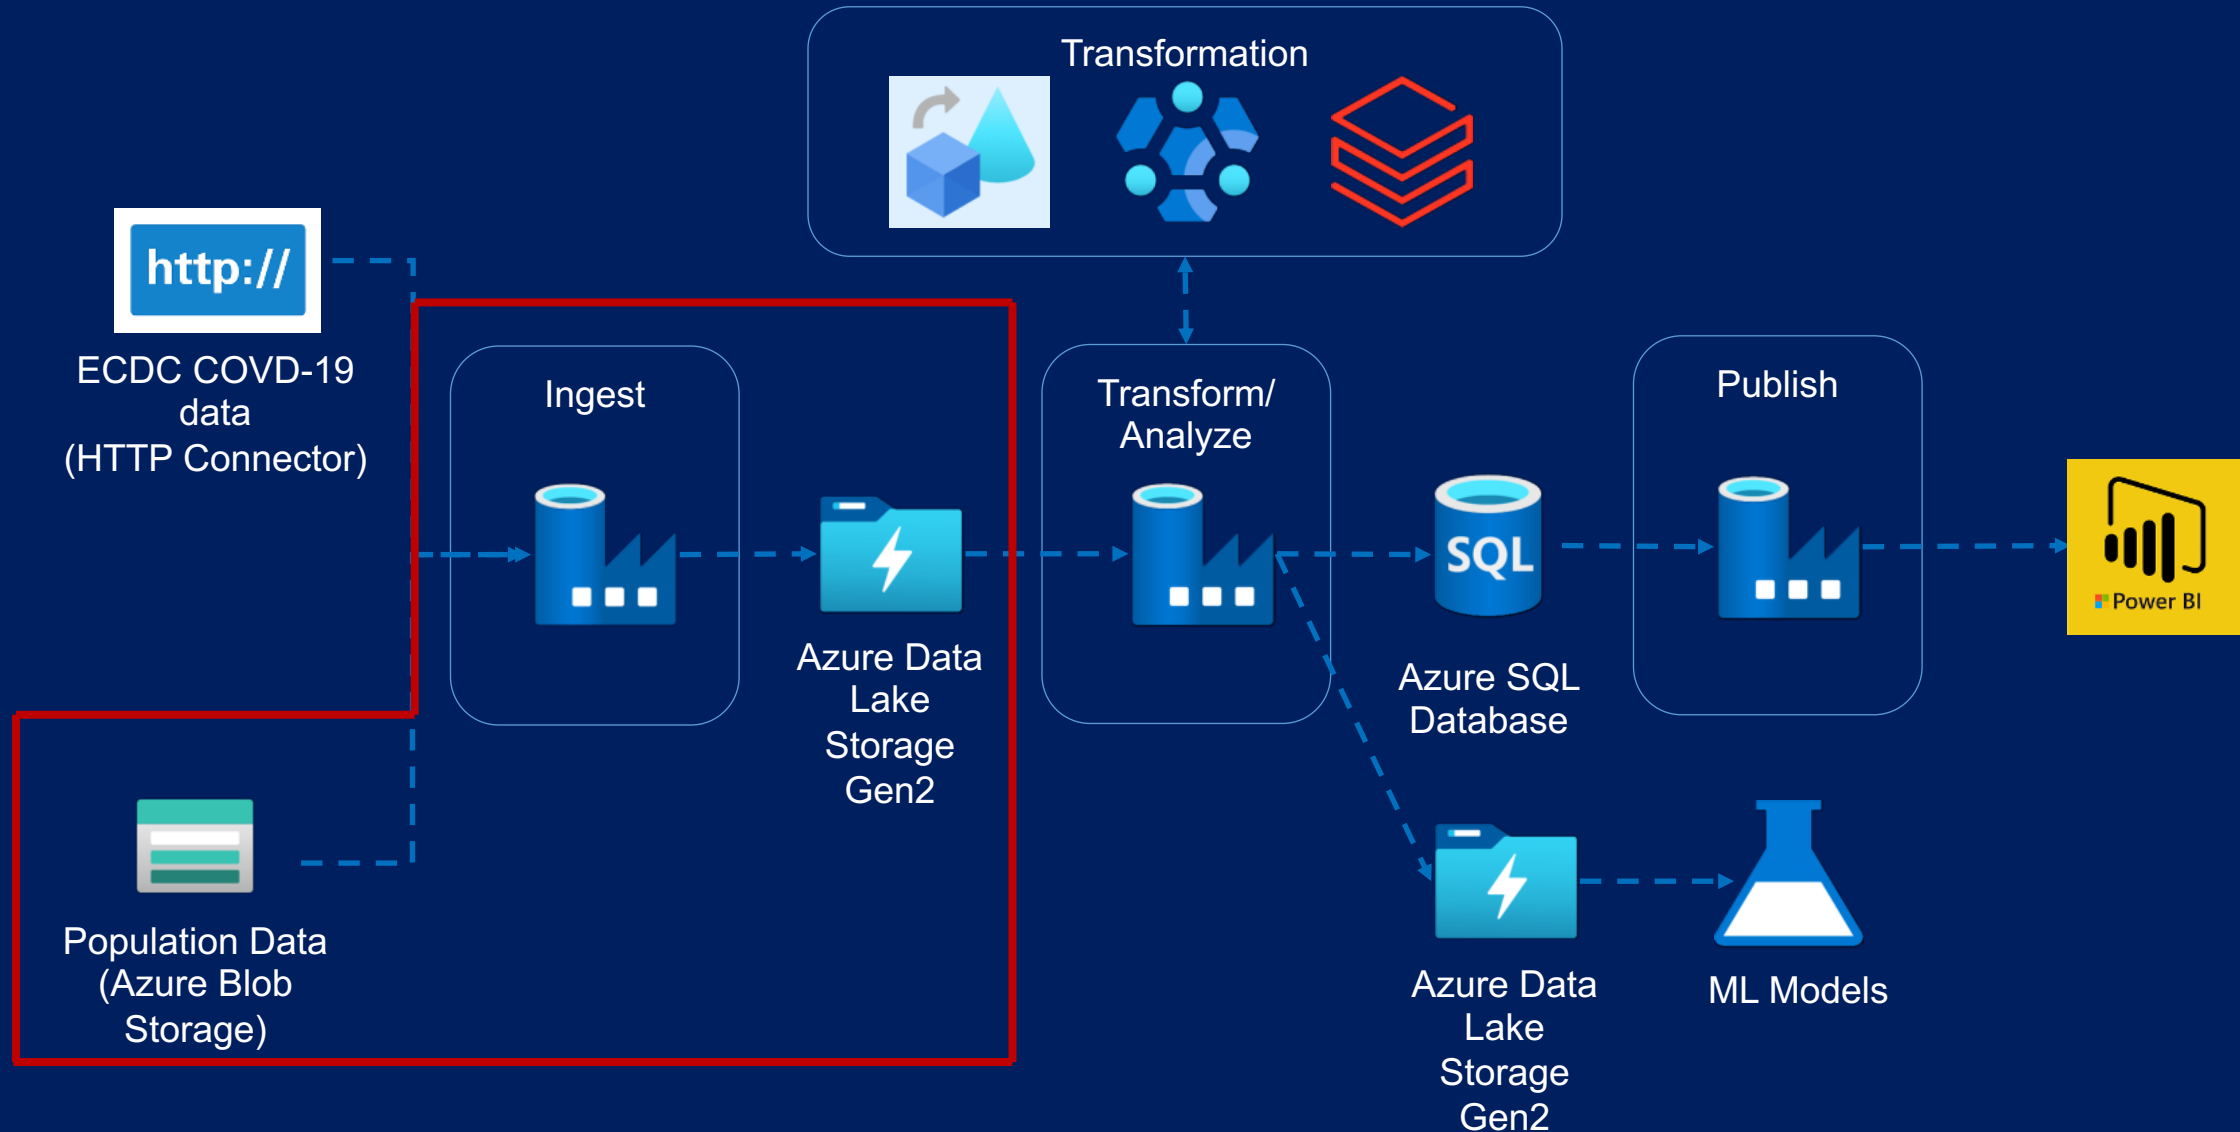 Transformation
http://
ECDC COVD-19
data
(HTTP Connector)
Ingest
Transform/
Analyze
Publish
SQL
Power BI
Azure Data
Lake
Storage
Gen2
Azure SQL
Database
Population Data
(Azure Blob
Storage)
Azure Data
Lake
Storage
Gen2
ML Models